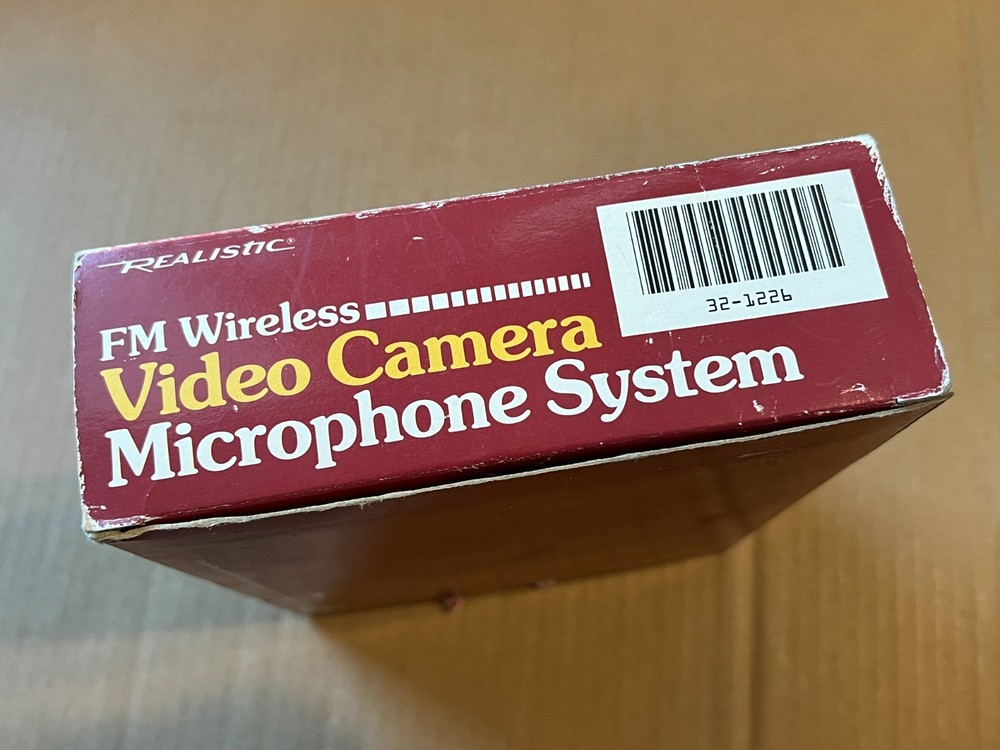 REALISTIC®
FM Wireless
Video Camera
Microphone System
32-1226